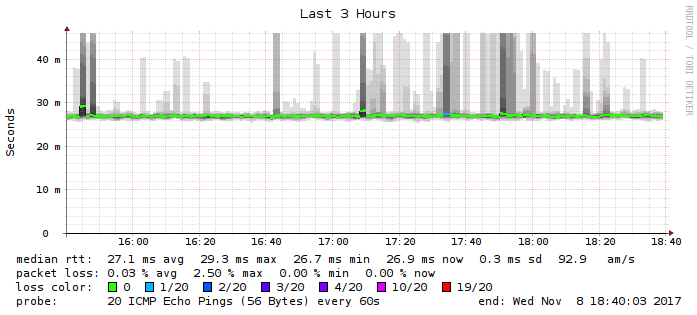 Last 3 Hours
RRDTOOL / TOBI OETIKER
Seconds
40 m
30 m
20 m
10 m
0
16:00 16:20 16:40 17:00 17:20 17:40 18:00 18:20 18:40
median rtt: 27.1 ms avg 29.3 ms max 26.7 ms min 26.9 ms now 0.3 ms sd 92.9 am/s
packet loss: 0.03 % avg 2.50 % max 0.00 % min 0.00 % now
loss color: 0 1/20 2/20 3/20 4/20 10/20 19/20
probe: 20 ICMP Echo Pings (56 Bytes) every 60s end: Wed Nov 8 18:40:03 2017